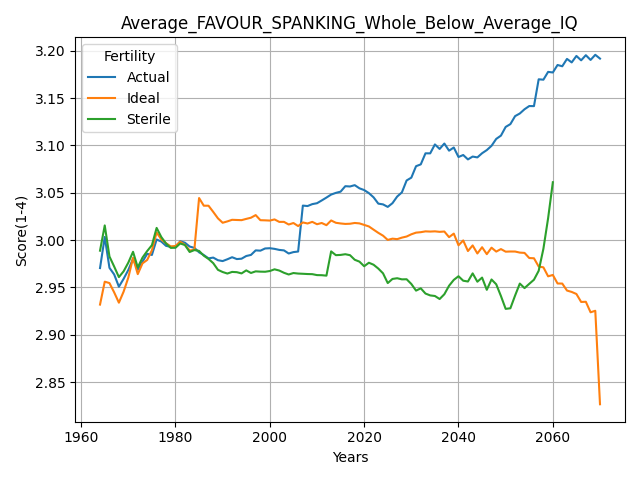 Average_FAVOUR_SPANKING_Whole_Below_Average_IQ
Fertility
Actual
Ideal
Sterile
Score(1-4)
3.20
3.15
3.10
3.05
3.00
2.95
2.90
2.85
1960 1980 2000 2020 2040 2060
Years